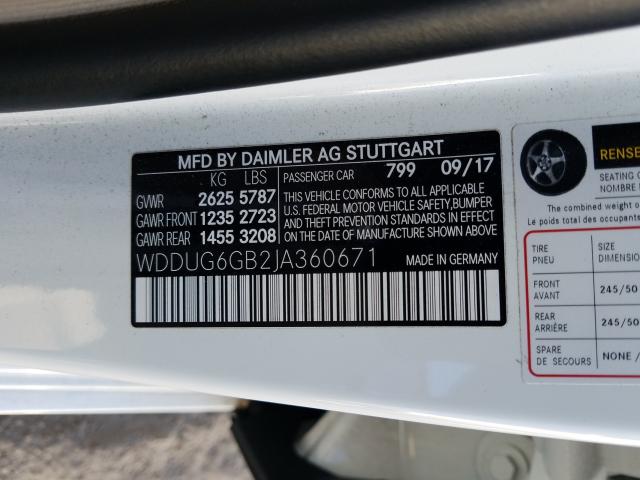 MFD BY DAIMLER AG STUTTGART
KG LBS
PASSENGER CAR 799 09/17
GVWR 2625 5787
GAWR FRONT 1235 2723
GAWR REAR 1455 3208
THIS VEHICLE CONFORMS TO ALL APPLICABLE
U.S. FEDERAL MOTOR VEHICLE SAFETY,BUMPER
AND THEFT PREVENTION STANDARDS IN EFFECT
ON THE DATE OF MANUFACTURE SHOWN ABOVE.
WDDUG6GB2JA360671 MADE IN GERMANY
RENSE
SEATING
NOMBRE
The combined weight of
Le poids total des occup
TIRE
PNEU
SIZE
DIMENSION
FRONT
AVANT
245/50
REAR
ARRIÈRE
245/50
SPARE
DE SECOURS
NONE /